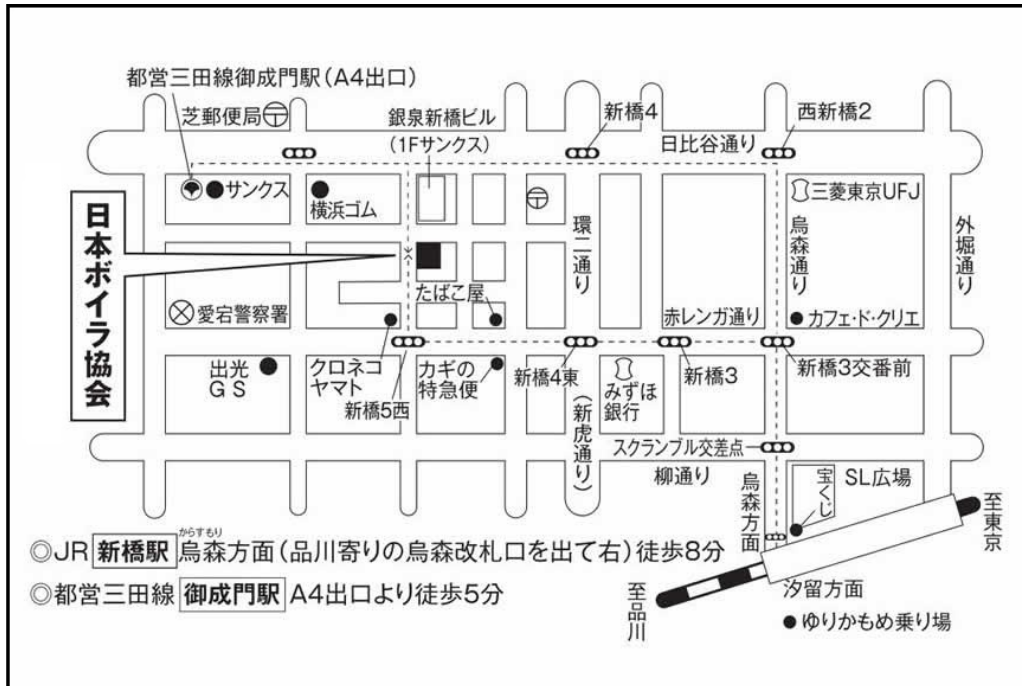 都営三田線御成門駅(A4出口)
芝郵便局〶
銀泉新橋ビル
(1Fサンクス)
新橋4
日比谷通り
西新橋2
サンクス
横浜ゴム
〶
三菱東京UFJ
環二通り
烏森通り
外堀通り
日本ボイラ協会
たばこ屋
愛宕警察署
赤レンガ通り
カフェ・ド・クリエ
出光
GS
クロネコ
ヤマト
新橋5西
カギの
特急便
新橋4東
みずほ
銀行
新橋3
新橋3交番前
(新虎通り)
スクランブル交差点
柳通り
烏森方面
宝くじ
SL広場
至東京
からすもり
◎JR 新橋駅 烏森方面(品川寄りの烏森改札口を出て右)徒歩8分
◎都営三田線 御成門駅 A4出口より徒歩5分
至品川
汐留方面
●ゆりかもめ乗り場